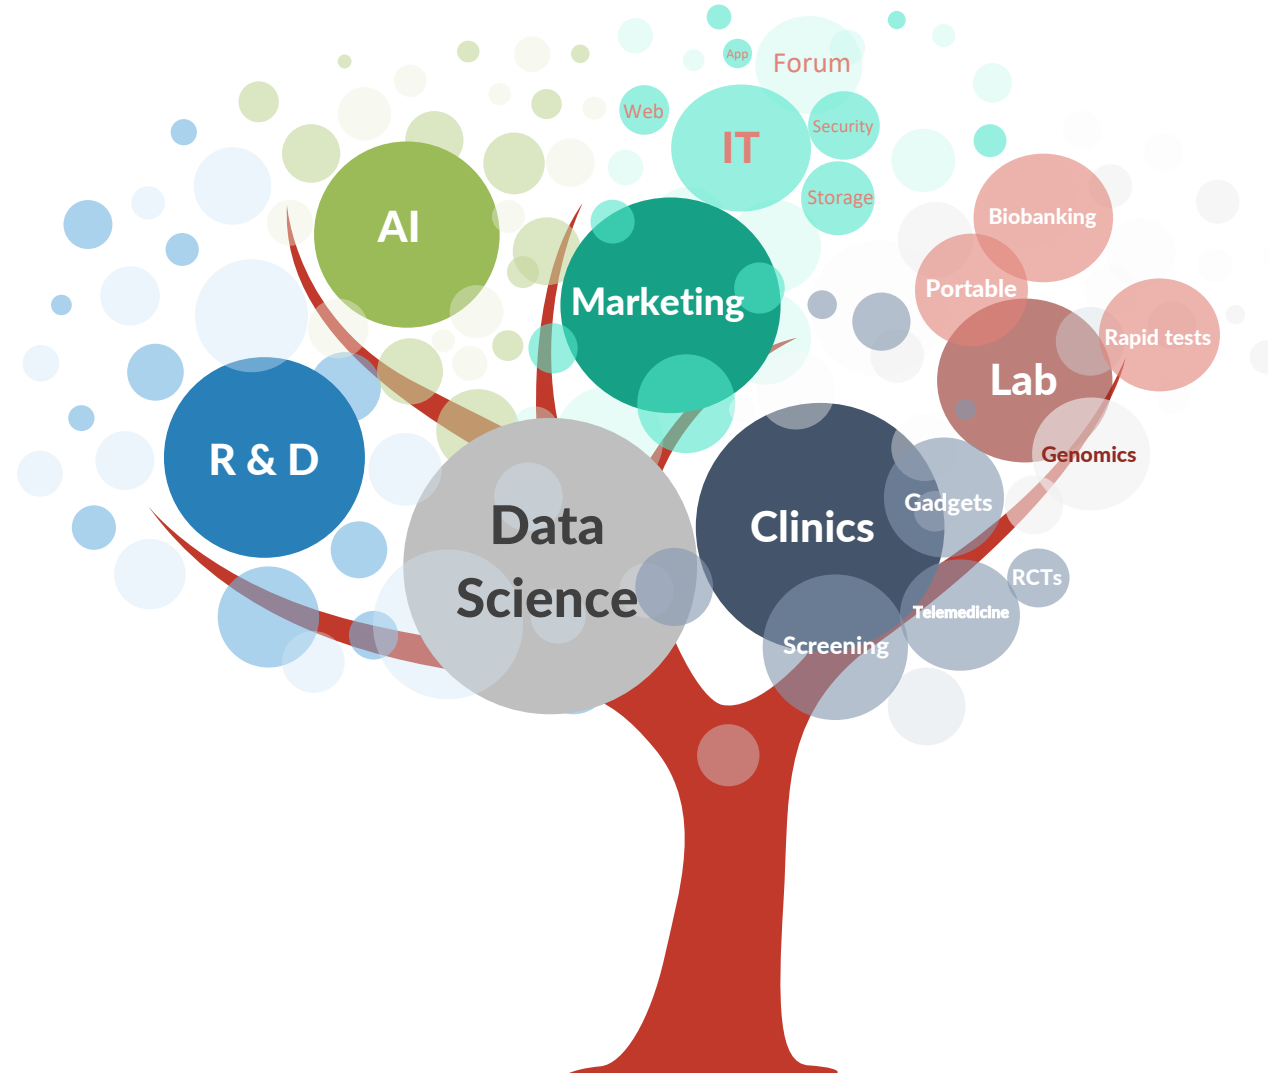 App
Forum
Web
Security
IT
Storage
AI
Biobanking
Portable
Marketing
Rapid tests
Lab
R & D
Genomics
Gadgets
Data
Science
Clinics
RCTs
Telemedicine
Screening